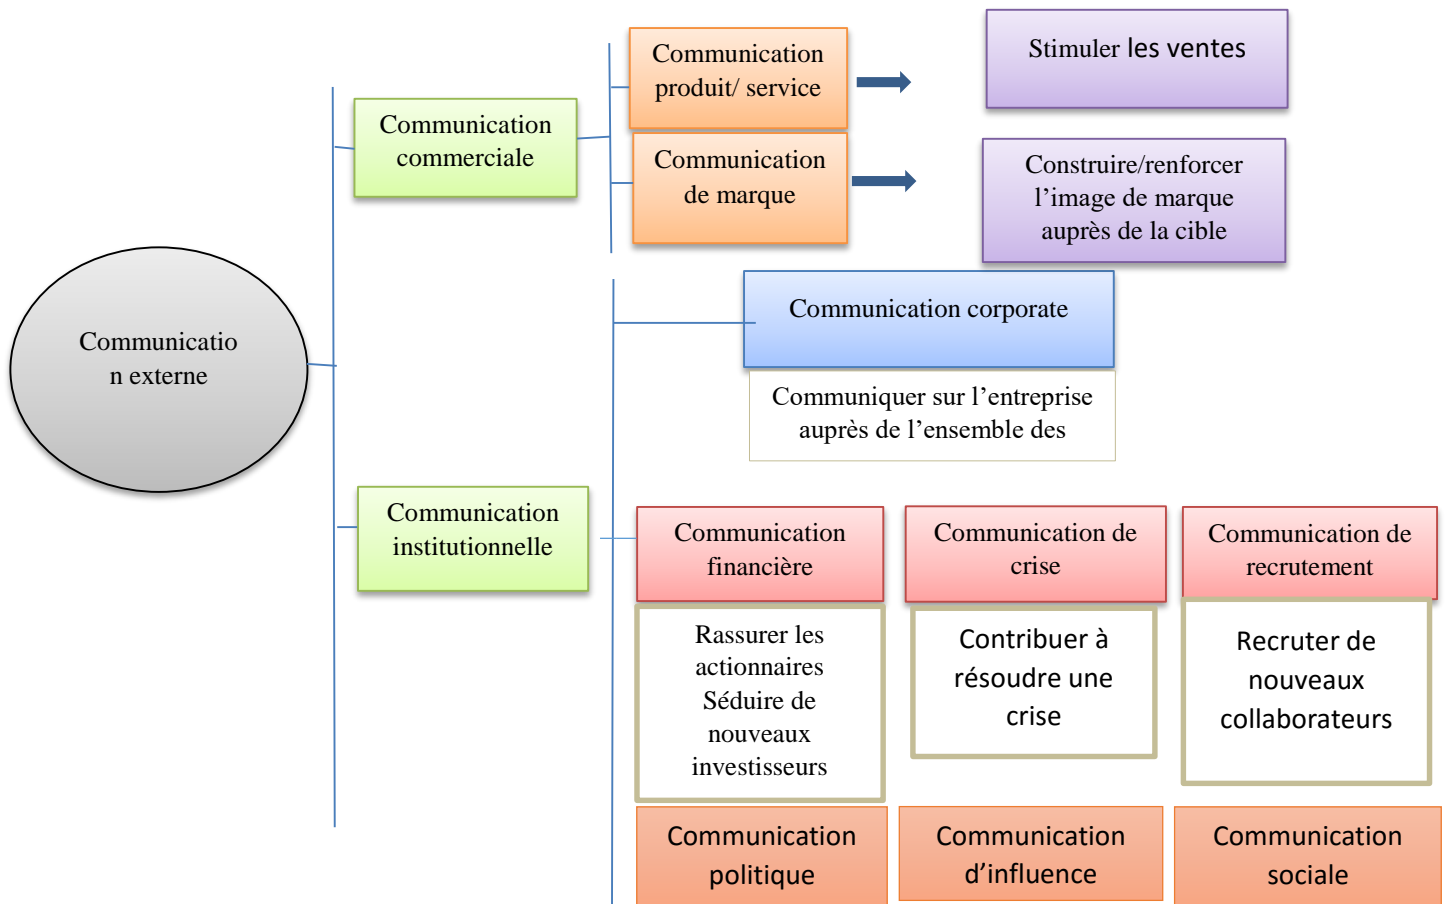 Communication
produit/ service
Stimuler les ventes
Communication
commerciale
Communication
de marque
Construire/renforcer
l’image de marque
auprès de la cible
Communicatio
n externe
Communication corporate
Communiquer sur l’entreprise
auprès de l’ensemble des
Communication
institutionnelle
Communication
financière
Communication de
crise
Communication de
recrutement
Rassurer les
actionnaires
Séduire de
nouveaux
investisseurs
Contribuer à
résoudre une
crise
Recruter de
nouveaux
collaborateurs
Communication
politique
Communication
d’influence
Communication
sociale